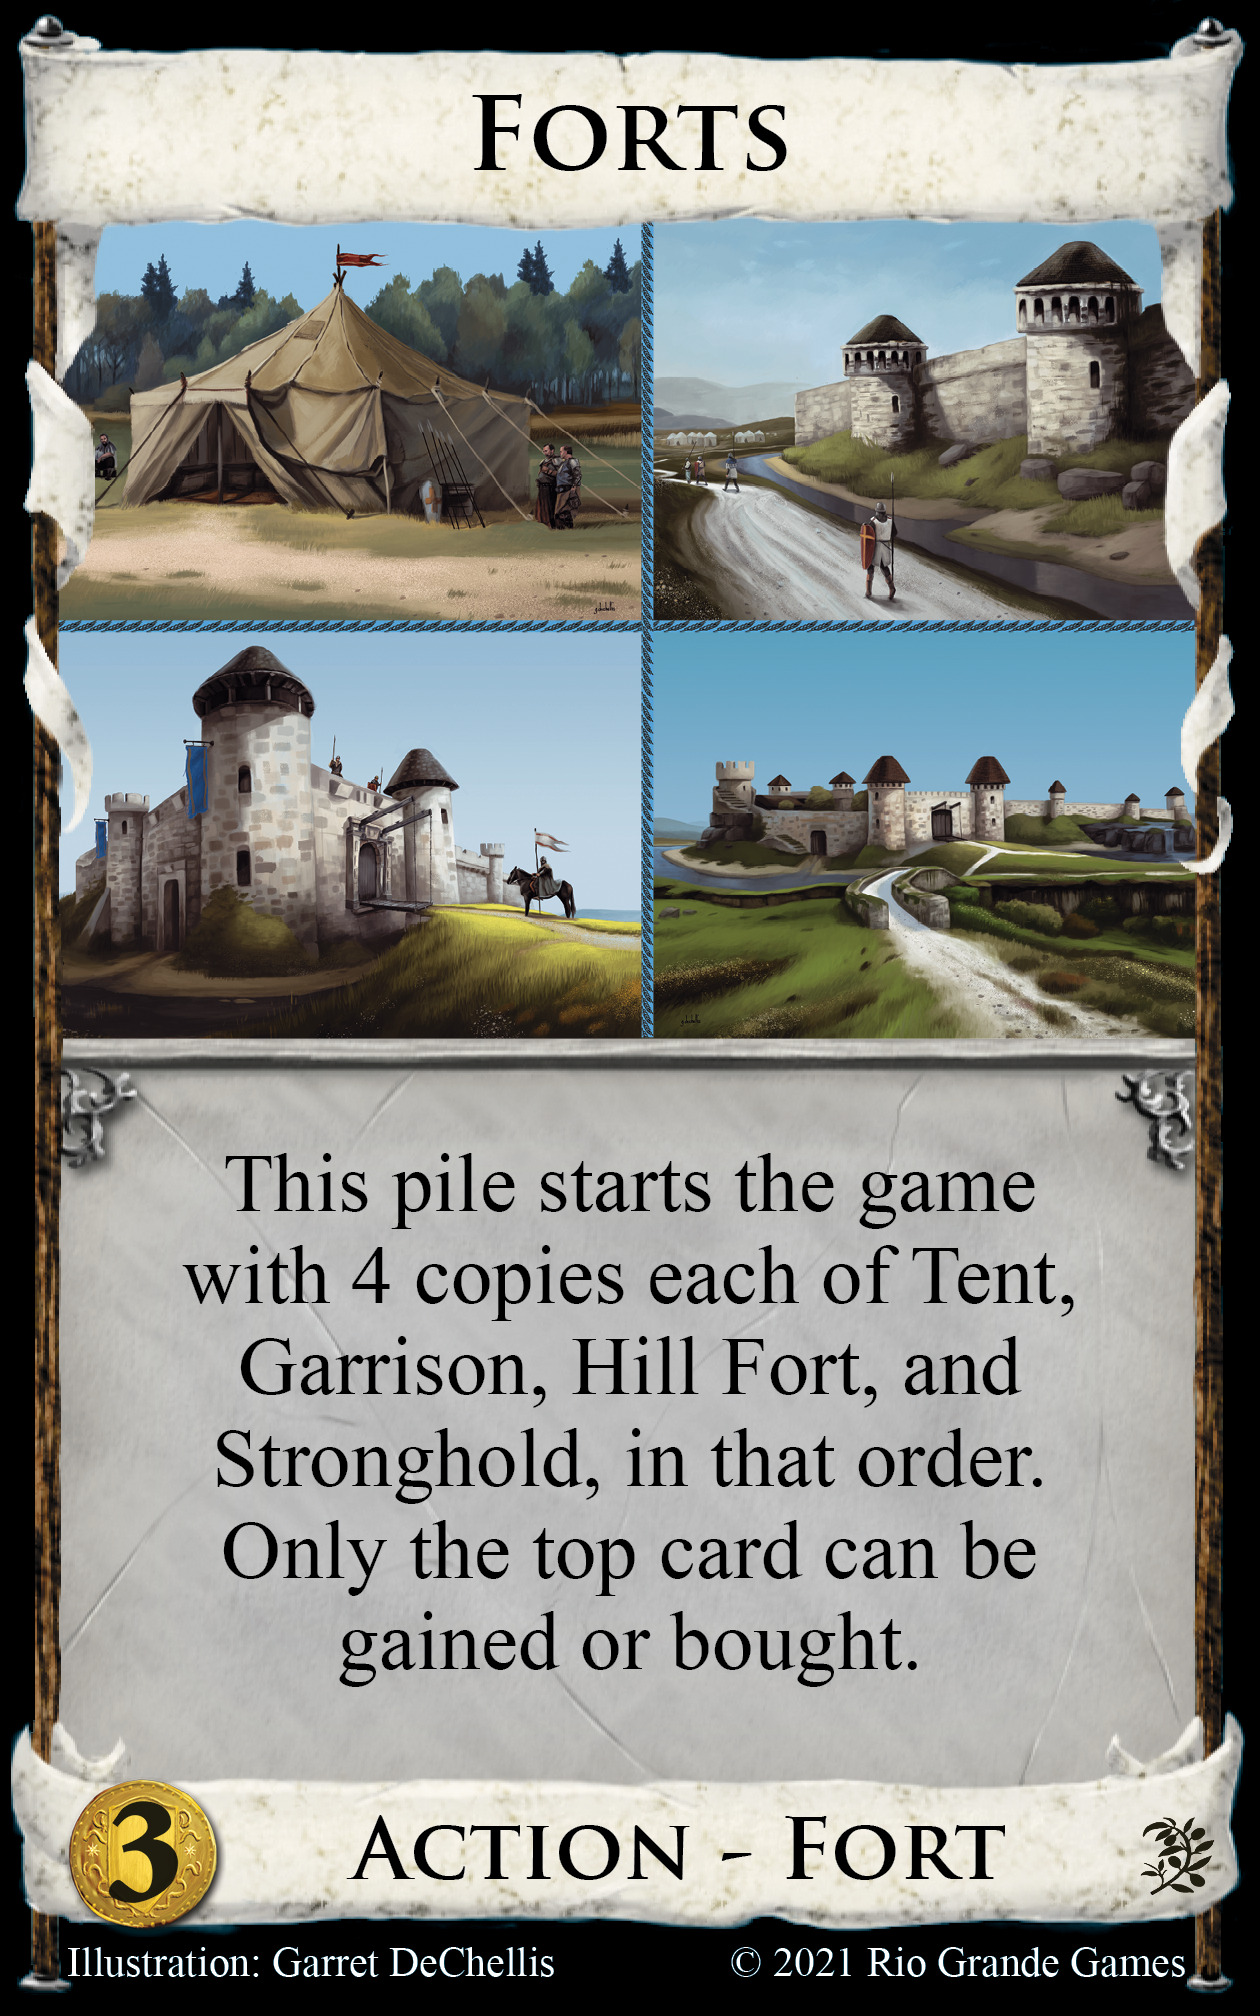 Forts
This pile starts the game
with 4 copies each of Tent,
Garrison, Hill Fort, and
Stronghold, in that order.
Only the top card can be
gained or bought.
3
Action - Fort
Illustration: Garret DeChellis
© 2021 Rio Grande Games